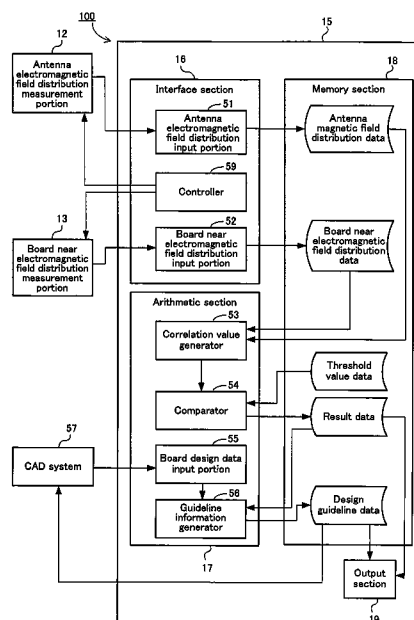 100
12
15
Antenna
electromagnetic
field distribution
measurement
portion
16
Interface section
51
Antenna
electromagnetic
field distribution
input portion
18
Memory section
Antenna
magnetic field
distribution data
59
Controller
13
Board near
electromagnetic
field distribution
measurement
portion
52
Board near
electromagnetic
field distribution
input portion
Board near
electromagnetic
field distribution
data
Arithmetic section
53
Correlation value
generator
54
Comparator
Threshold
value data
Result data
57
CAD system
55
Board design data
input portion
56
Guideline
information
generator
Design
guideline data
17
Output
section
19